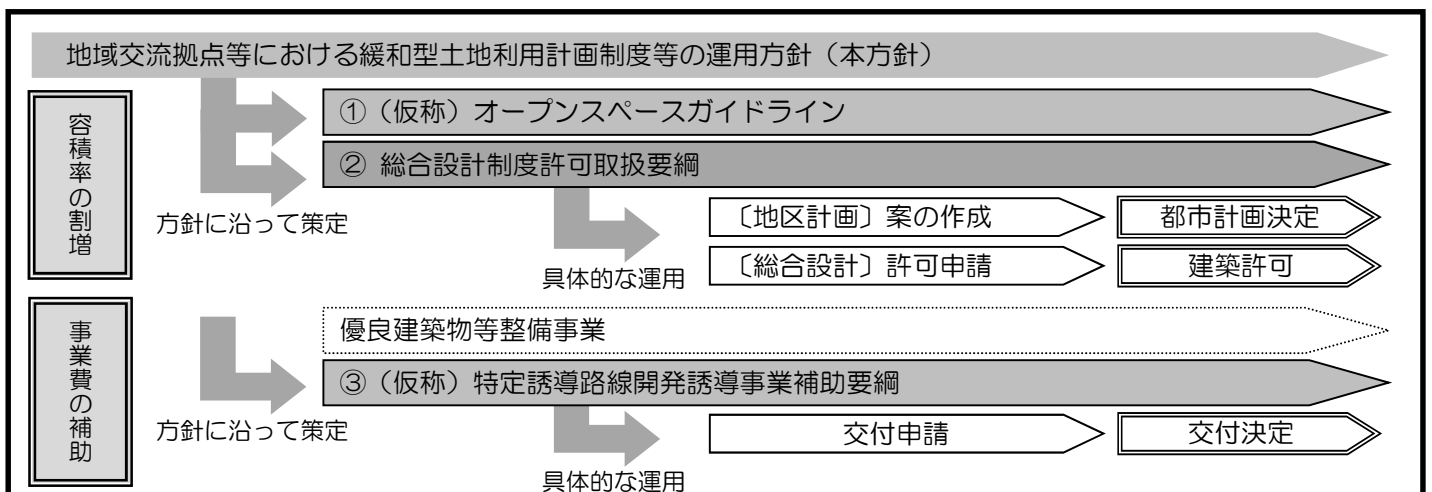 地域交流拠点等における緩和型土地利用計画制度等の運用方針（本方針）
容積率の割増
①（仮称）オープンスペースガイドライン
② 総合設計制度許可取扱要綱
方針に沿って策定
〔地区計画〕案の作成
都市計画決定
〔総合設計〕許可申請
建築許可
具体的な運用
事業費の補助
優良建築物等整備事業
③（仮称）特定誘導路線開発誘導事業補助要綱
方針に沿って策定
交付申請
交付決定
具体的な運用